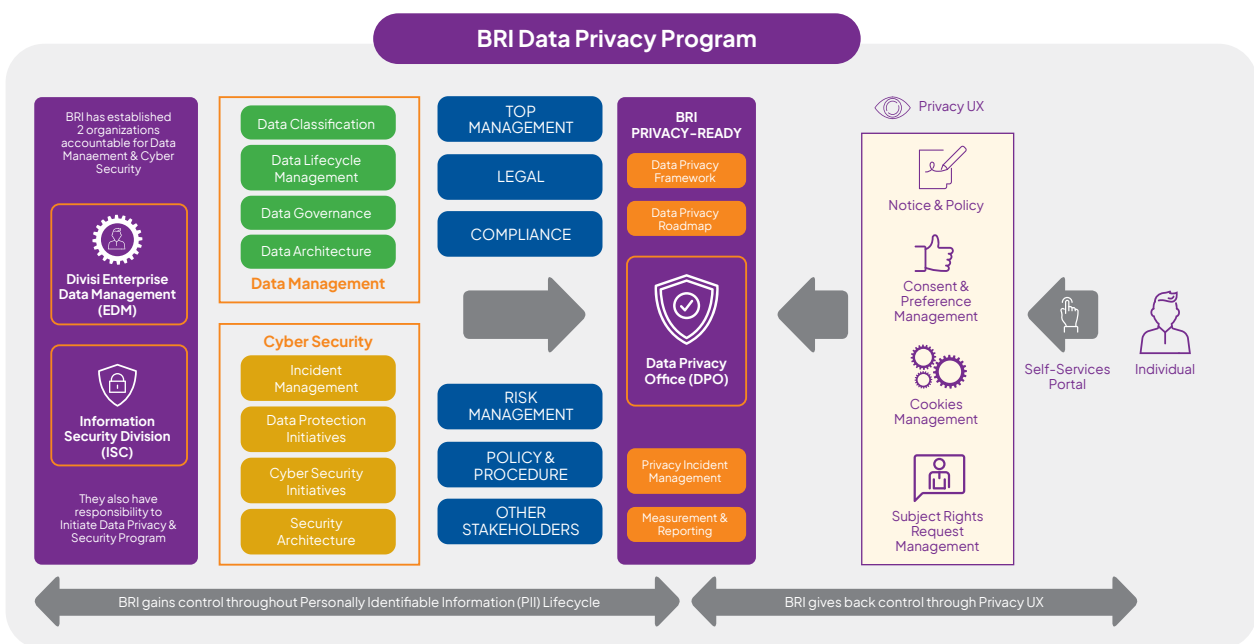 BRI Data Privacy Program
BRI has established
2 organizations
accountable for Data
Manaement & Cyber
Security
Divisi Enterprise
Data Management
(EDM)
Information
Security Division
(ISC)
They also have
responsibility to
Initiate Data Privacy &
Security Program
Data Classification
Data Lifecycle
Management
Data Governance
Data Architecture
Data Management
Cyber Security
Incident
Management
Data Protection
Initiatives
Cyber Security
Initiatives
Security
Architecture
TOP
MANAGEMENT
LEGAL
COMPLIANCE
RISK
MANAGEMENT
POLICY &
PROCEDURE
OTHER
STAKEHOLDERS
BRI
PRIVACY-READY
Data Privacy
Framework
Data Privacy
Roadmap
Data Privacy
Office (DPO)
Privacy Incident
Management
Measurement &
Reporting
Privacy UX
Notice & Policy
Consent &
Preference
Management
Cookies
Management
Subject Rights
Request
Management
Self-Services
Portal
Individual
BRI gains control throughout Personally Identifiable Information (PII) Lifecycle
BRI gives back control through Privacy UX